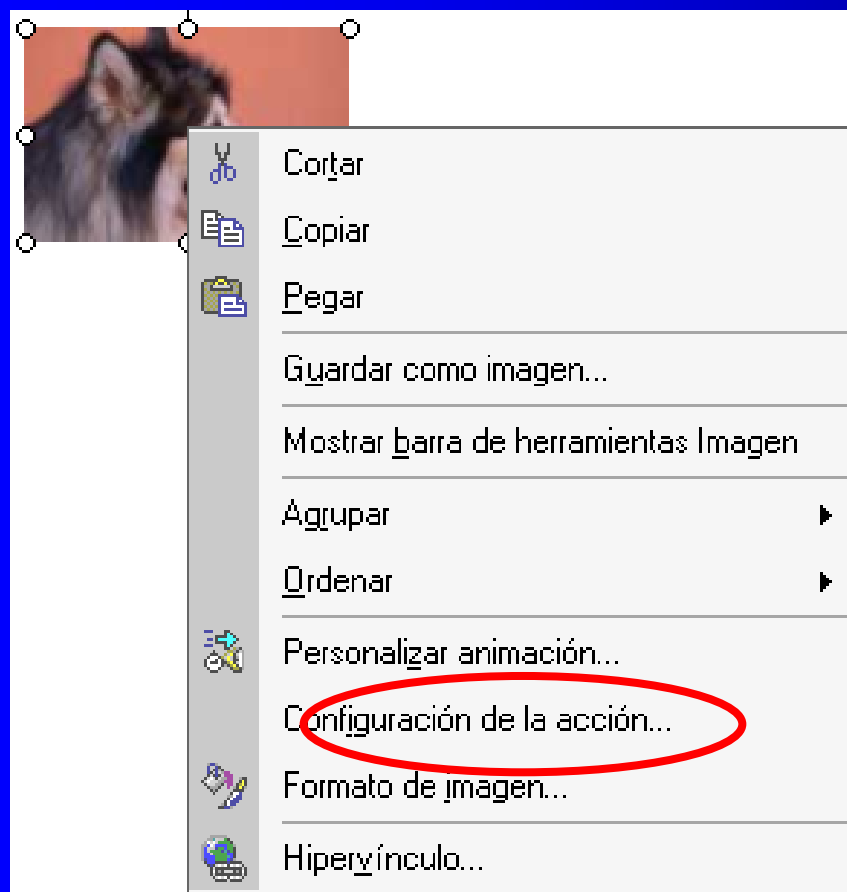 Cortar
Copiar
Pegar
Guardar como imagen...
Mostrar barra de herramientas Imagen
Agrupar
Ordenar
Personalizar animación...
Configuración de la acción...
Formato de imagen...
Hipervínculo...